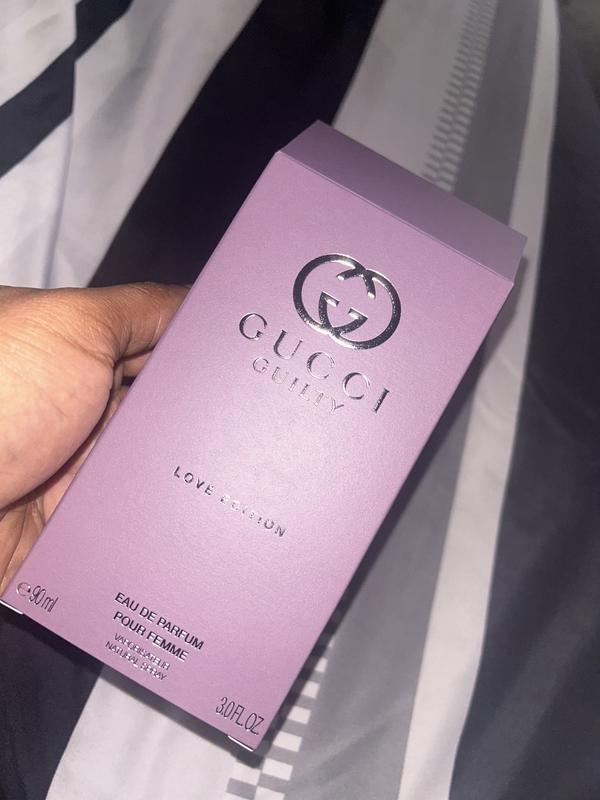 GUCCI
GUILTY
LOVE EDITION
EAU DE PARFUM
POUR FEMME
VAPORISATEUR
NATURAL SPRAY
℮ 90 ml
3.0 FL.OZ.